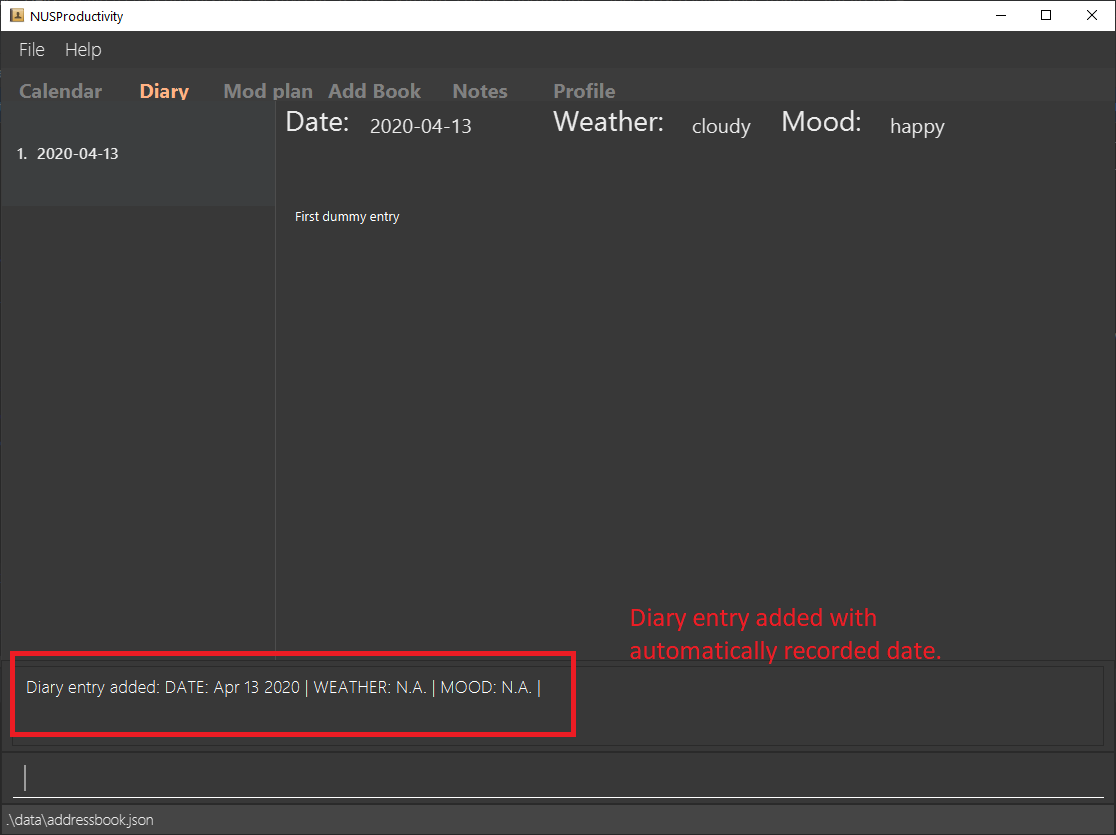 NUSProductivity
File Help
Calendar Diary Mod plan Add Book Notes Profile
Date: 2020-04-13 Weather: cloudy Mood: happy
1. 2020-04-13
First dummy entry
Diary entry added with
automatically recorded date.
Diary entry added: DATE: Apr 13 2020 | WEATHER: N.A. | MOOD: N.A. |
.\data\addressbook.json